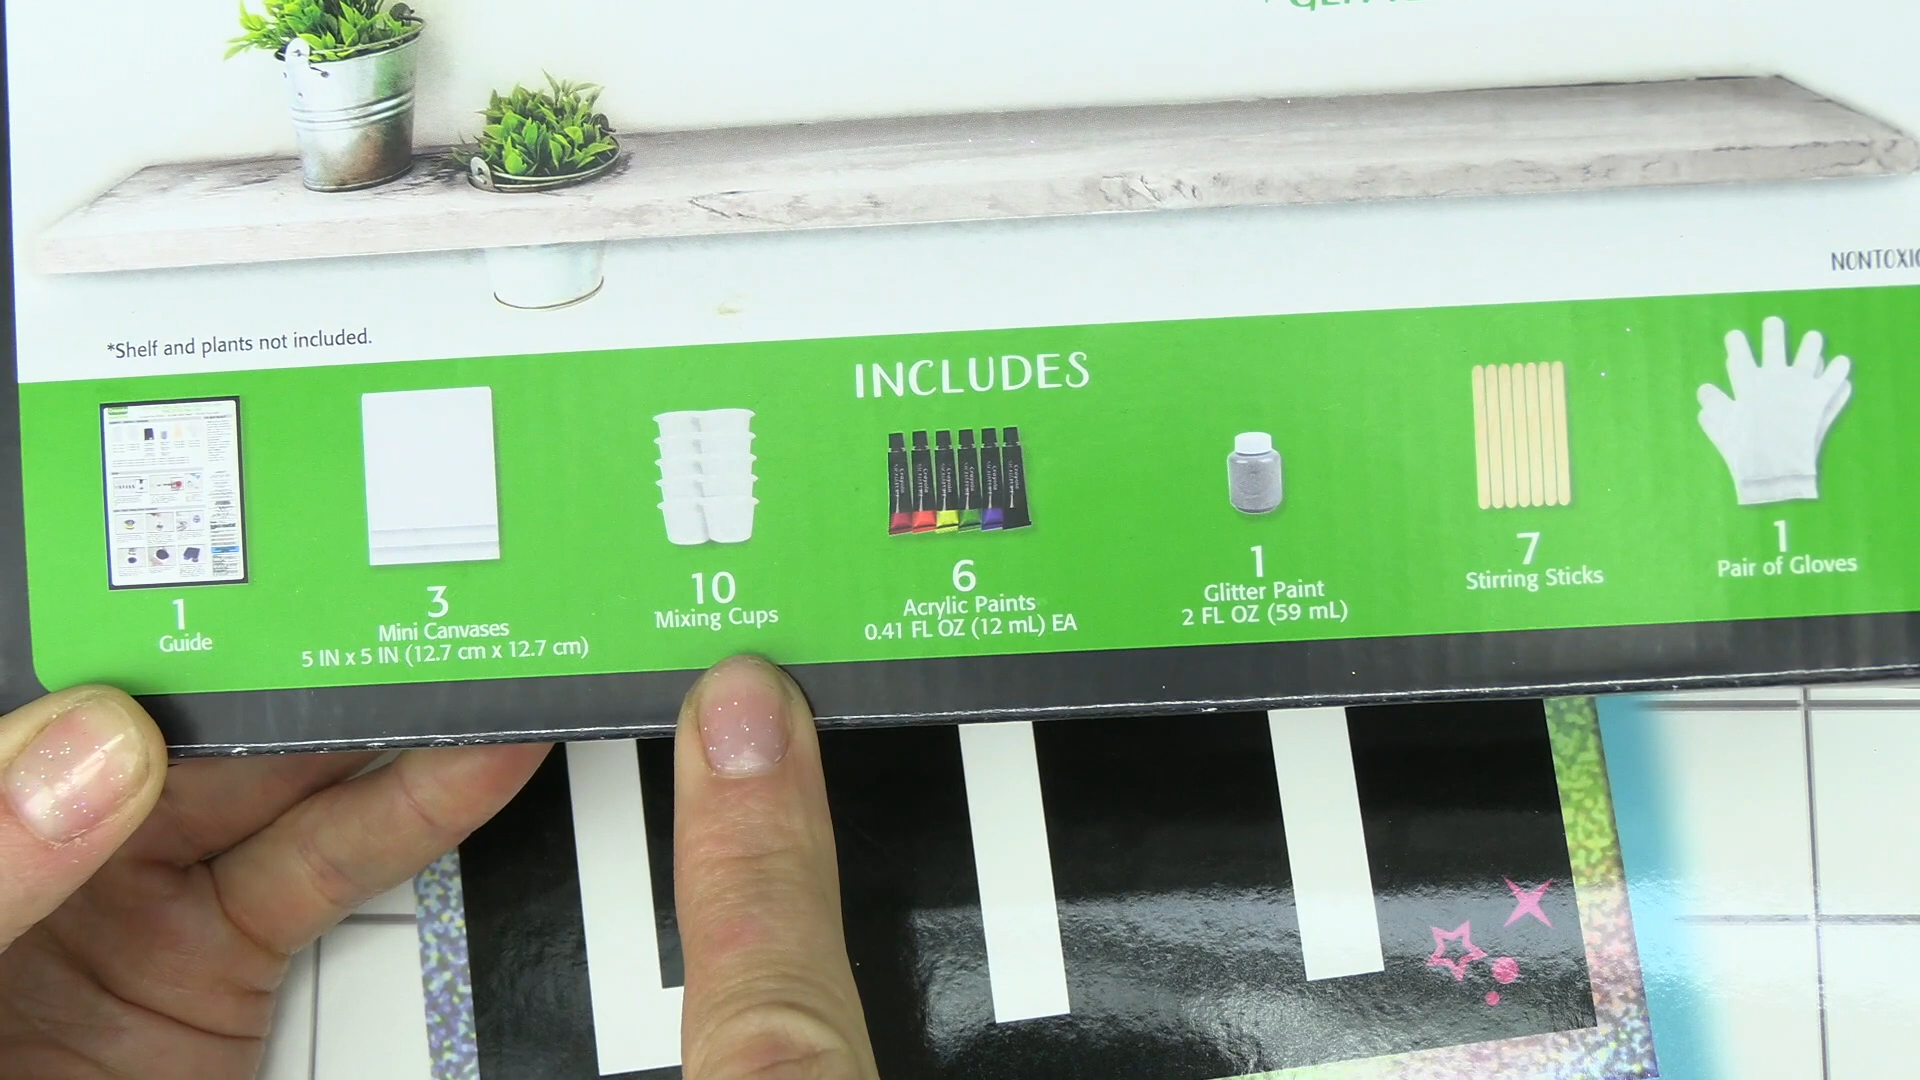 NONTOXIC
*Shelf and plants not included.
INCLUDES
1
Guide
3
Mini Canvases
5 IN x 5 IN (12.7 cm x 12.7 cm)
10
Mixing Cups
6
Acrylic Paints
0.41 FL OZ (12 mL) EA
1
Glitter Paint
2 FL OZ (59 mL)
7
Stirring Sticks
1
Pair of Gloves